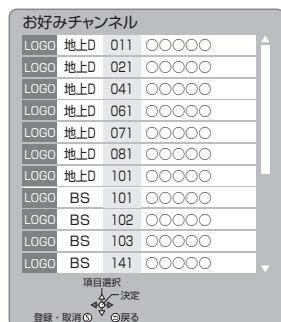 お好みチャンネル
LOGO 地上D 011 ○○○○○
LOGO 地上D 021 ○○○○○
LOGO 地上D 041 ○○○○○
LOGO 地上D 061 ○○○○○
LOGO 地上D 071 ○○○○○
LOGO 地上D 081 ○○○○○
LOGO 地上D 101 ○○○○○
LOGO BS 101 ○○○○○
LOGO BS 102 ○○○○○
LOGO BS 103 ○○○○○
LOGO BS 141 ○○○○○
項目選択
決定
登録・取消Ⓢ 戻る